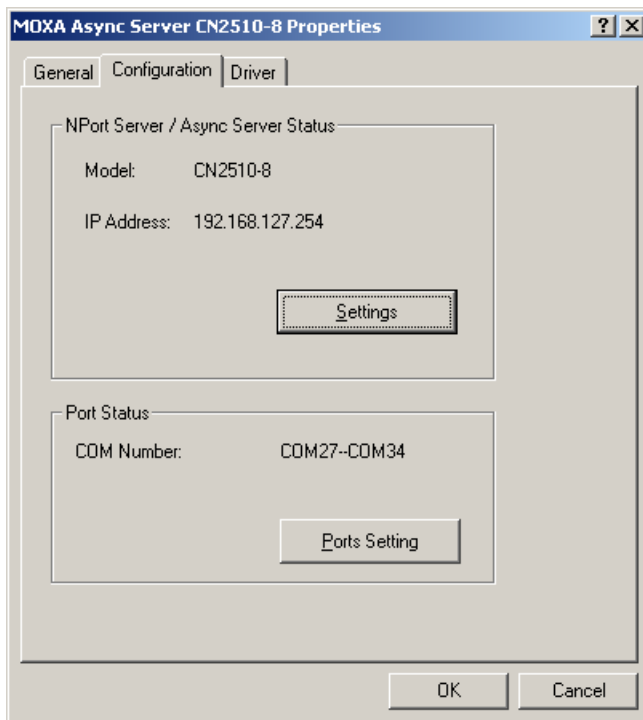 MOXA Async Server CN2510-8 Properties
General Configuration Driver
NPort Server / Async Server Status
Model: CN2510-8
IP Address: 192.168.127.254
Settings
Port Status
COM Number: COM27--COM34
Ports Setting
OK Cancel